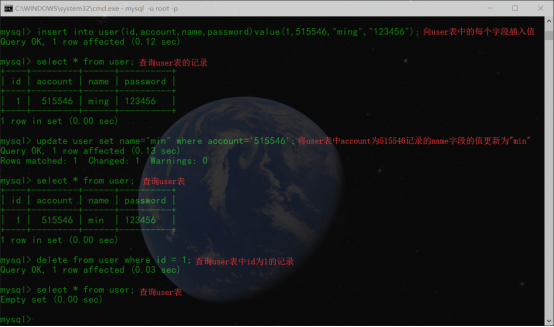 C:\WINDOWS\system32\cmd.exe - mysql -u root -p
mysql> insert into user(id,account,name,password)value(1,515546,"ming","123456"); 向user表中的每个字段插入值
Query OK, 1 row affected (0.12 sec)
mysql> select * from user; 查询user表的记录
+----+---------+------+----------+
| id | account | name | password |
+----+---------+------+----------+
| 1 | 515546 | ming | 123456 |
+----+---------+------+----------+
1 row in set (0.00 sec)
mysql> update user set name="min" where account='515546'; 将user表中account为515546记录的name字段的值更新为"min"
Query OK, 1 row affected (0.13 sec)
Rows matched: 1 Changed: 1 Warnings: 0
mysql> select * from user; 查询user表
+----+---------+------+----------+
| id | account | name | password |
+----+---------+------+----------+
| 1 | 515546 | min | 123456 |
+----+---------+------+----------+
1 row in set (0.00 sec)
mysql> delete from user where id = 1; 查询user表中id为1的记录
Query OK, 1 row affected (0.03 sec)
mysql> select * from user; 查询user表
Empty set (0.00 sec)
mysql>